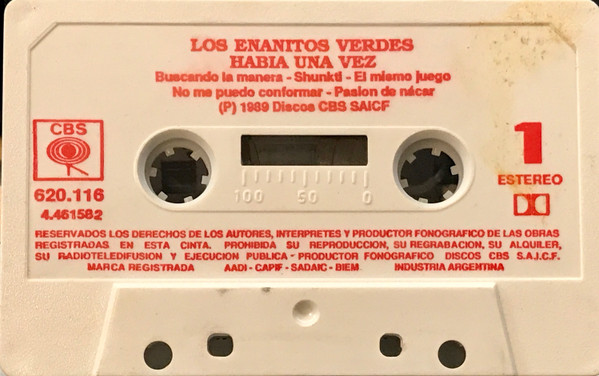 LOS ENANITOS VERDES
HABIA UNA VEZ
Buscando la manera - Shunktl - El mismo juego
No me puedo conformar - Pasion de nácar
(P) 1989 Discos CBS SAICF
CBS
620.116
4.461582
1
ESTEREO
100 50 0
RESERVADOS LOS DERECHOS DE LOS AUTORES, INTERPRETES Y PRODUCTOR FONOGRAFICO DE LAS OBRAS
REGISTRADAS EN ESTA CINTA. PROHIBIDA SU REPRODUCCION, SU REGRABACION, SU ALQUILER,
SU RADIOTELEDIFUSION Y EJECUCION PUBLICA - PRODUCTOR FONOGRAFICO DISCOS CBS S.A.I.C.F.
MARCA REGISTRADA AADI - CAPIF - SADAIC - BIEM INDUSTRIA ARGENTINA